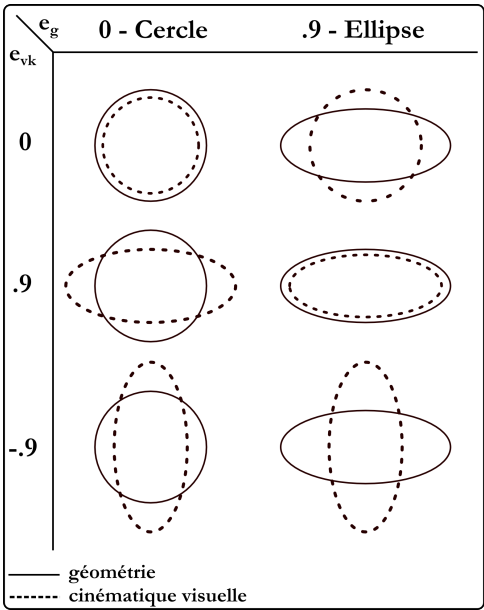 e_g 0 - Cercle .9 - Ellipse
e_vk
0
.9
-.9
géométrie
cinématique visuelle